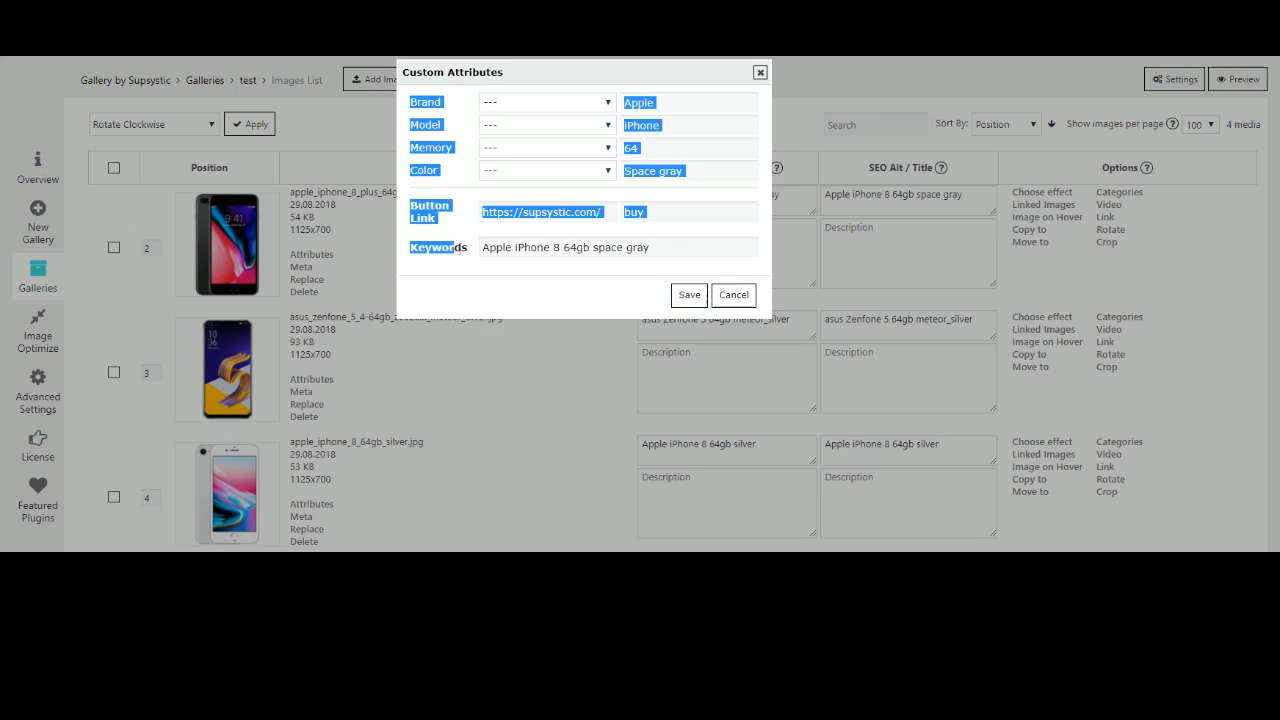 Gallery by Supsystic > Galleries > test > Images List
Add Im
Settings
Preview
Custom Attributes
Brand --- Apple
Model --- iPhone
Memory --- 64
Color --- Space gray
Button Link https://supsystic.com/ buy
Keywords Apple iPhone 8 64gb space gray
Save Cancel
Rotate Clockwise Apply
Search Sort By: Position Show images per page 100 4 media
Position SEO Alt / Title Options
Overview
New Gallery
Galleries
Image Optimize
Advanced Settings
License
Featured Plugins
2
apple_iphone_8_plus_64g
29.08.2018
54 KB
1125x700
Attributes
Meta
Replace
Delete
Apple iPhone 8 64gb space gray
Description
Choose effect Categories
Linked Images Video
Image on Hover Link
Copy to Rotate
Move to Crop
3
29.08.2018
93 KB
1125x700
Attributes
Meta
Replace
Delete
asus Zenfone 5 64gb meteor_silver
Description
asus Zenfone 5 64gb meteor_silver
Description
Choose effect Categories
Linked Images Video
Image on Hover Link
Copy to Rotate
Move to Crop
4
apple_iphone_8_64gb_silver.jpg
29.08.2018
53 KB
1125x700
Attributes
Meta
Replace
Delete
Apple iPhone 8 64gb silver
Description
Apple iPhone 8 64gb silver
Description
Choose effect Categories
Linked Images Video
Image on Hover Link
Copy to Rotate
Move to Crop